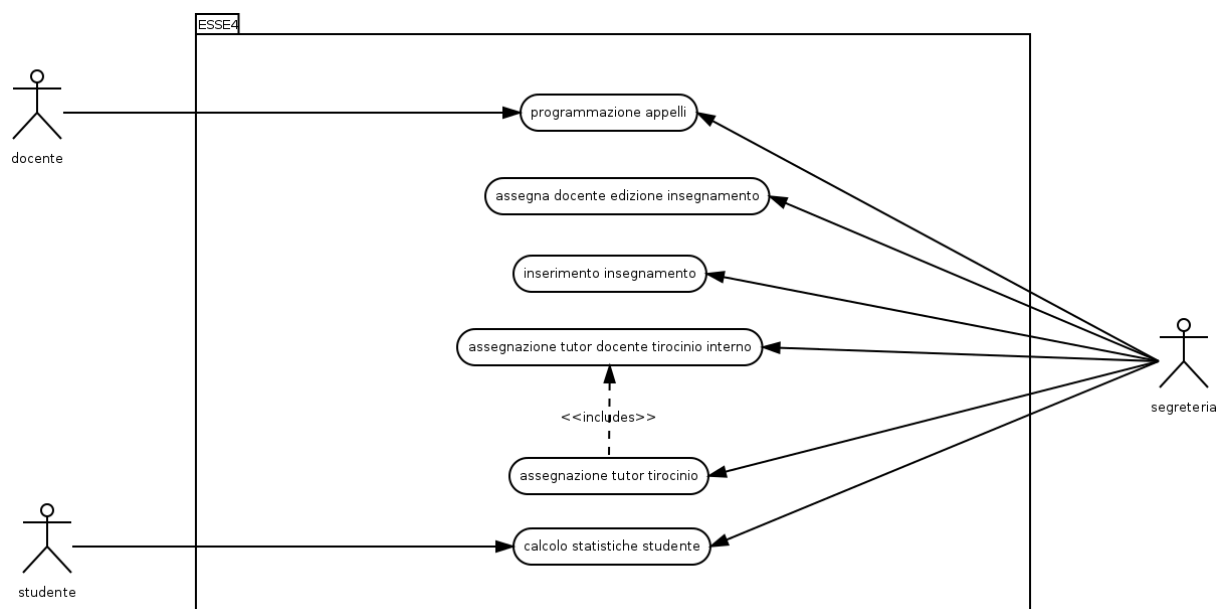 ESSE4
docente
programmazione appelli
assegna docente edizione insegnamento
inserimento insegnamento
assegnazione tutor docente tirocinio interno
segreteria
<<includes>>
assegnazione tutor tirocinio
calcolo statistiche studente
studente